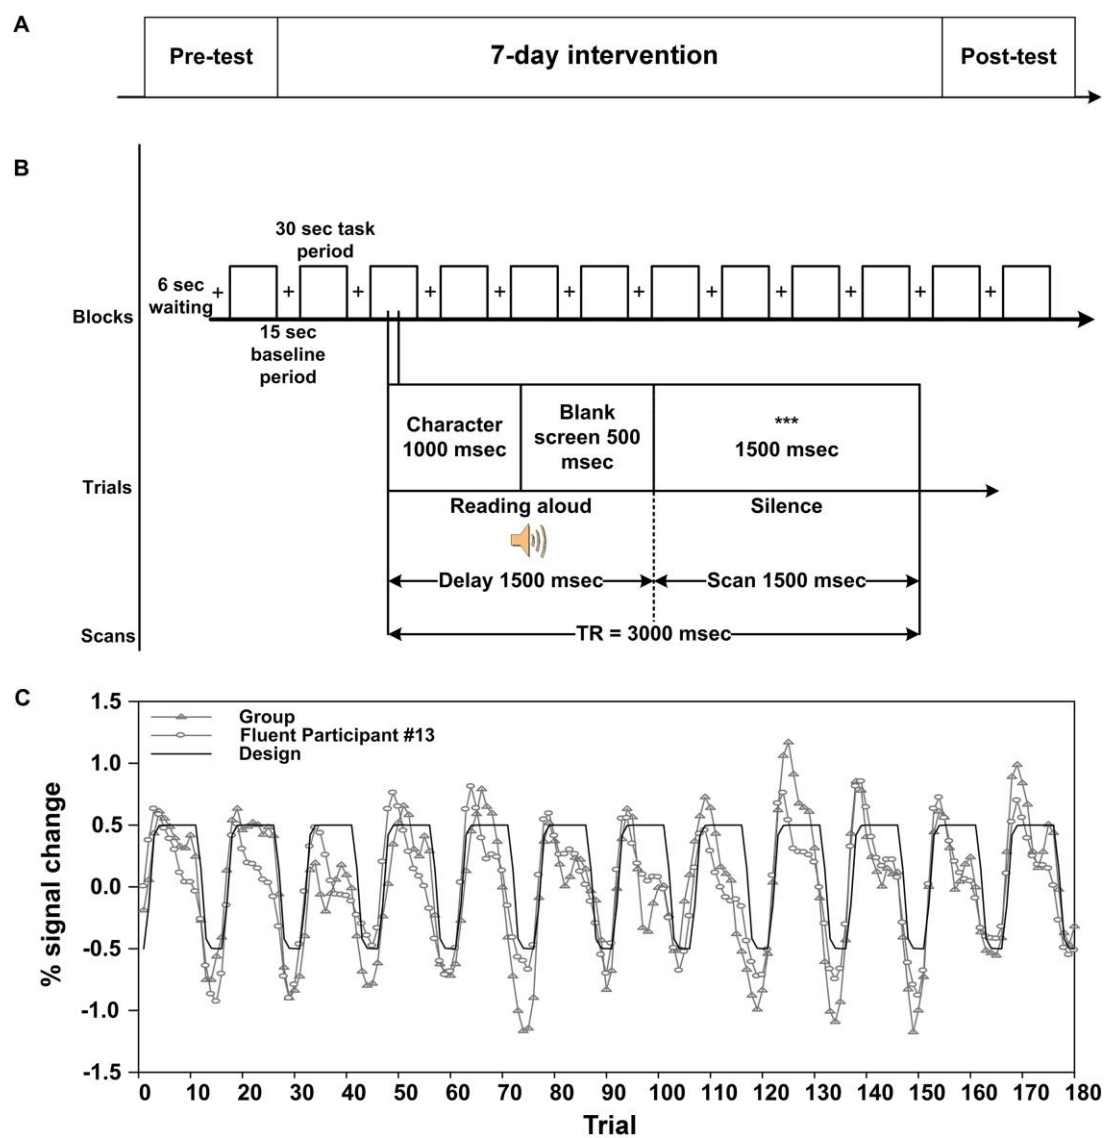 A
Pre-test
7-day intervention
Post-test
B
30 sec task
period
6 sec
waiting
+ + + + + + + + + + + +
Blocks
15 sec
baseline
period
Character
1000 msec
Blank
screen 500
msec
***
1500 msec
Trials
Reading aloud
Silence
Delay 1500 msec
Scan 1500 msec
Scans
TR = 3000 msec
C
1.5
1.0
0.5
0.0
-0.5
-1.0
-1.5
% signal change
Group
Fluent Participant #13
Design
0 10 20 30 40 50 60 70 80 90 100 110 120 130 140 150 160 170 180
Trial